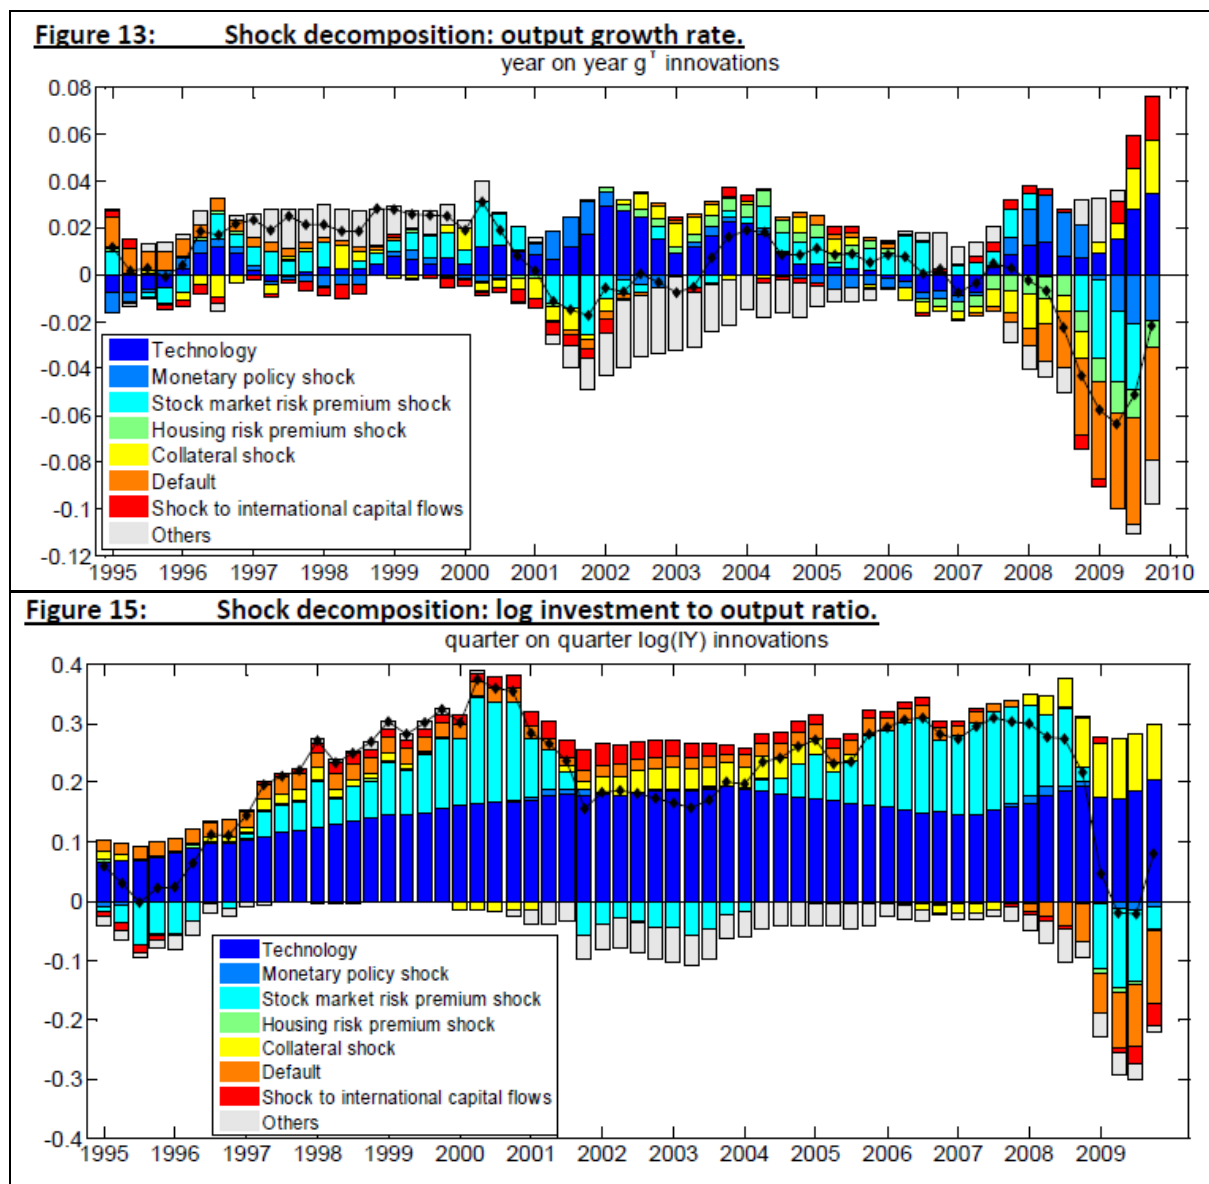 Figure 13: Shock decomposition: output growth rate.
year on year g^Y innovations
0.08
0.06
0.04
0.02
0
-0.02
-0.04
-0.06
-0.08
-0.1
-0.12
Technology
Monetary policy shock
Stock market risk premium shock
Housing risk premium shock
Collateral shock
Default
Shock to international capital flows
Others
1995 1996 1997 1998 1999 2000 2001 2002 2003 2004 2005 2006 2007 2008 2009 2010
Figure 15: Shock decomposition: log investment to output ratio.
quarter on quarter log(IY) innovations
0.4
0.3
0.2
0.1
0
-0.1
-0.2
-0.3
-0.4
Technology
Monetary policy shock
Stock market risk premium shock
Housing risk premium shock
Collateral shock
Default
Shock to international capital flows
Others
1995 1996 1997 1998 1999 2000 2001 2002 2003 2004 2005 2006 2007 2008 2009